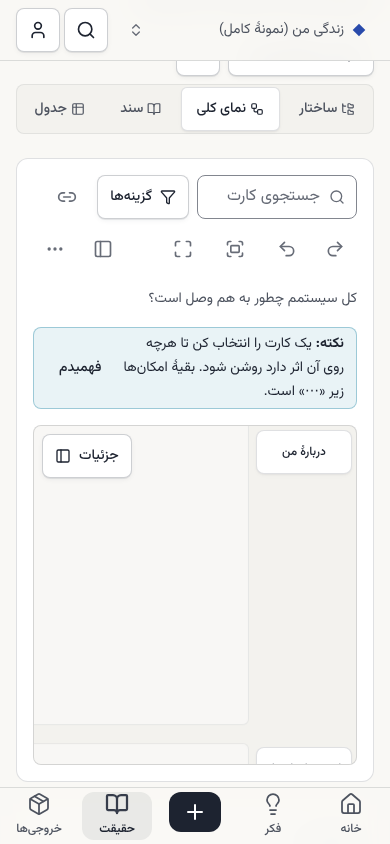 زندگی من (نمونهٔ کامل)
ساختار
نمای کلی
سند
جدول
جستجوی کارت
گزینه‌ها
کل سیستمم چطور به هم وصل است؟
نکته: یک کارت را انتخاب کن تا هرچه
روی آن اثر دارد روشن شود. بقیهٔ امکان‌ها
زیر «⋯» است.
فهمیدم
دربارهٔ من
جزئیات
خانه
فکر
حقیقت
خروجی‌ها